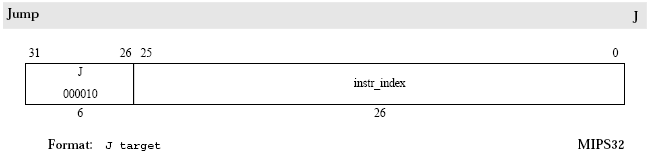 Jump J
31 26 25 0
J
000010 instr_index
6 26
Format: J target MIPS32